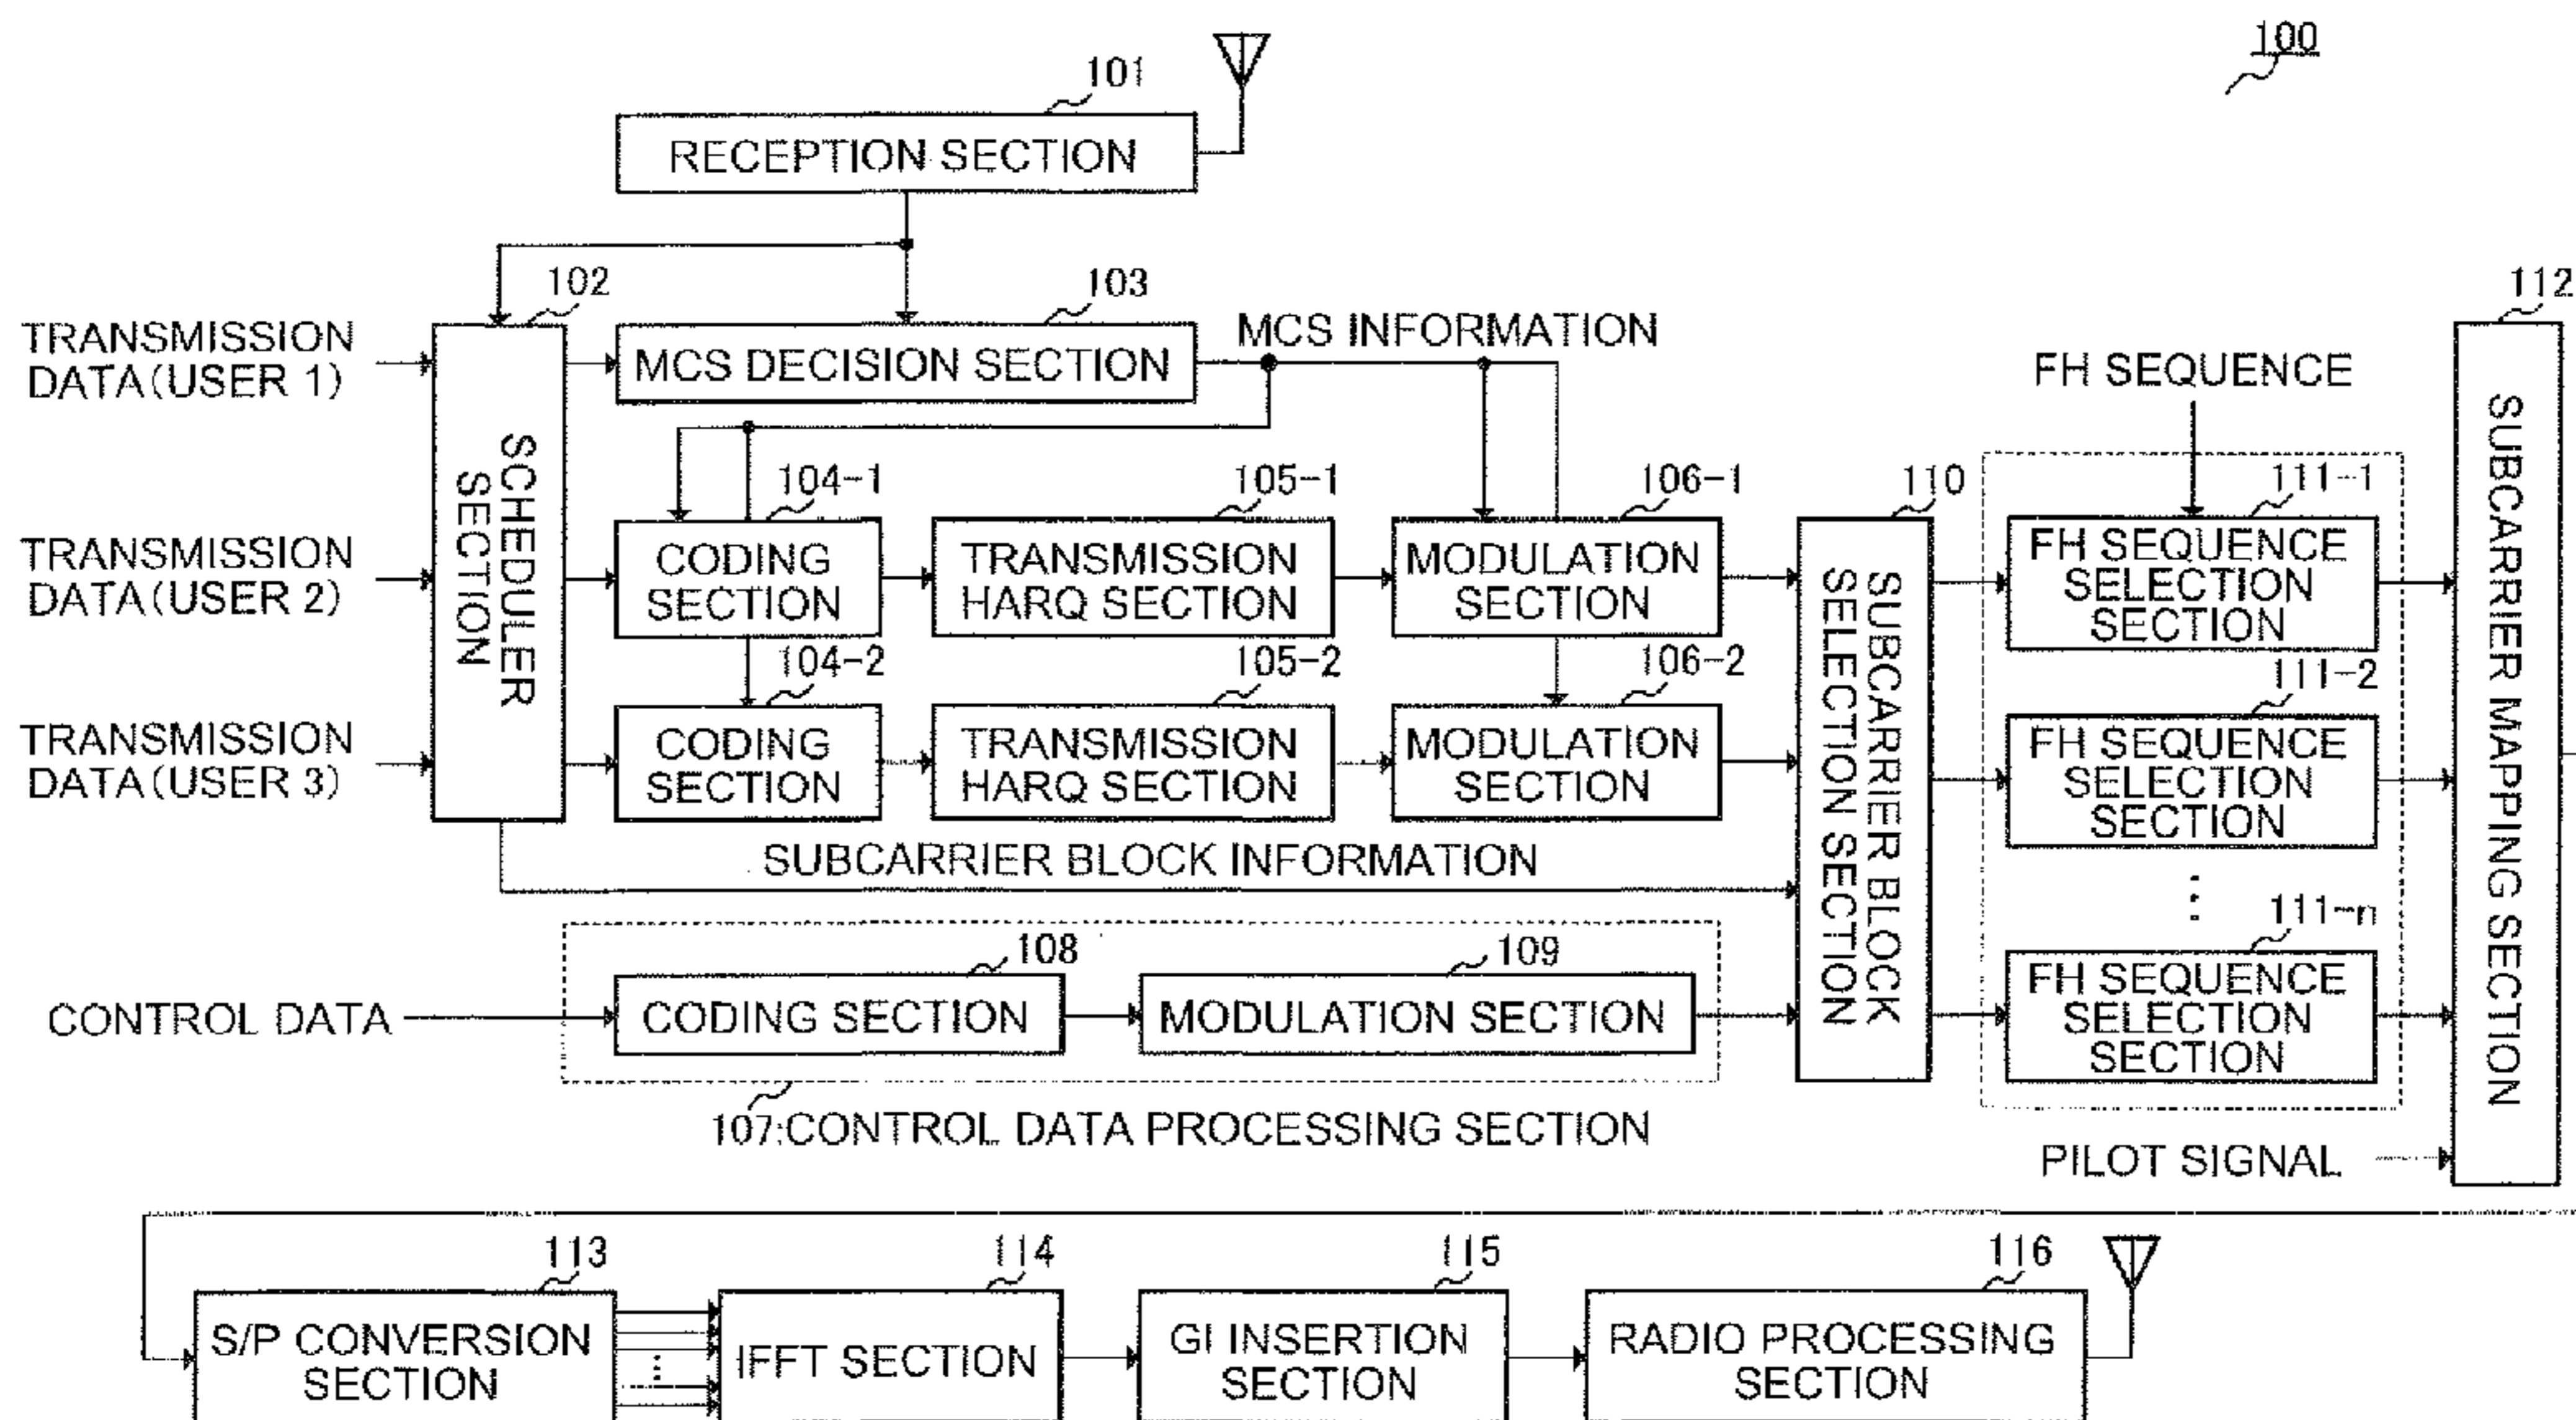 100
101
RECEPTION SECTION
102
103
112
TRANSMISSION
DATA(USER 1)
MCS DECISION SECTION
MCS INFORMATION
FH SEQUENCE
SCHEDULER
SECTION
104-1
105-1
106-1
110
111-1
TRANSMISSION
DATA(USER 2)
CODING
SECTION
TRANSMISSION
HARQ SECTION
MODULATION
SECTION
SUBCARRIER BLOCK
SELECTION SECTION
FH SEQUENCE
SELECTION
SECTION
SUBCARRIER MAPPING SECTION
104-2
105-2
106-2
111-2
TRANSMISSION
DATA(USER 3)
CODING
SECTION
TRANSMISSION
HARQ SECTION
MODULATION
SECTION
FH SEQUENCE
SELECTION
SECTION
SUBCARRIER BLOCK INFORMATION
⋮
111-n
108
109
CONTROL DATA
CODING SECTION
MODULATION SECTION
FH SEQUENCE
SELECTION
SECTION
107:CONTROL DATA PROCESSING SECTION
PILOT SIGNAL
113
114
115
116
S/P CONVERSION
SECTION
⋮
IFFT SECTION
GI INSERTION
SECTION
RADIO PROCESSING
SECTION